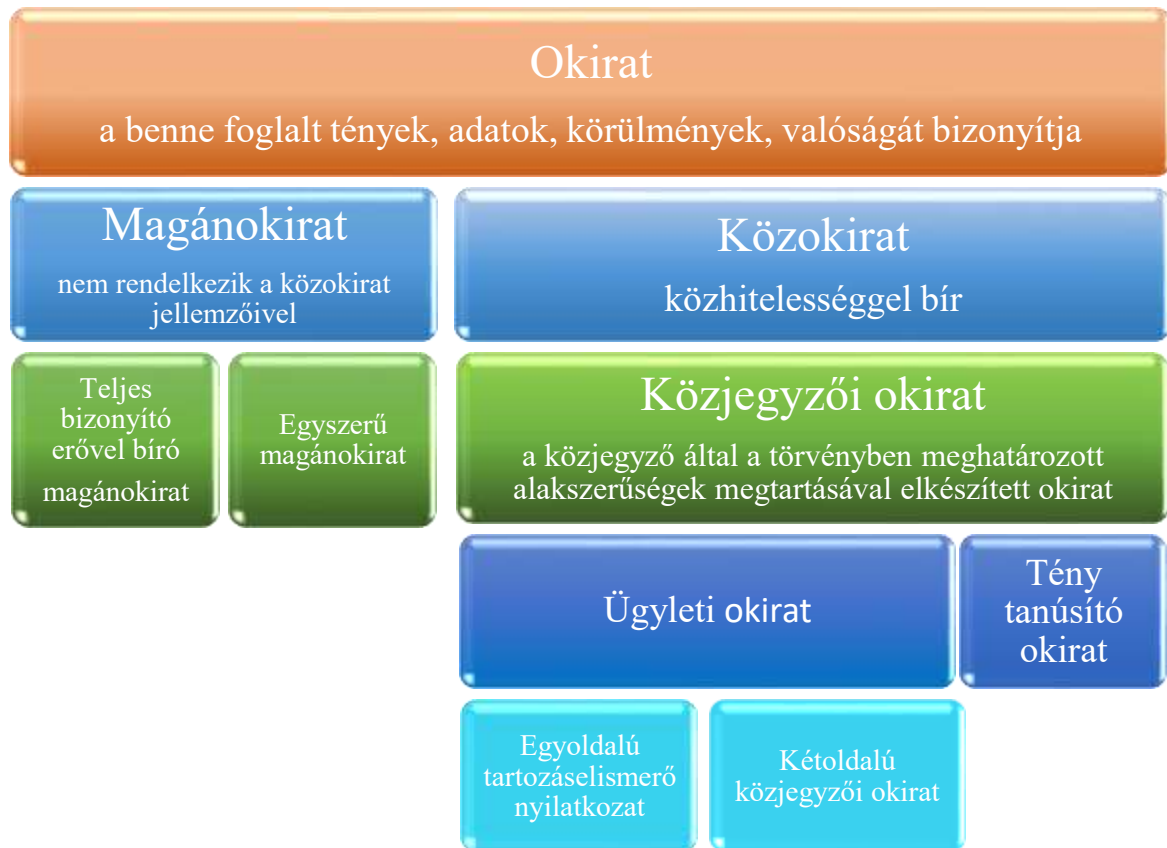 Okirat
a benne foglalt tények, adatok, körülmények, valóságát bizonyítja
Magánokirat
nem rendelkezik a közokirat
jellemzőivel
Közokirat
közhitelességgel bír
Teljes
bizonyító
erővel bíró
magánokirat
Egyszerű
magánokirat
Közjegyzői okirat
a közjegyző által a törvényben meghatározott
alakszerűségek megtartásával elkészített okirat
Ügyleti okirat
Tény
tanúsító
okirat
Egyoldalú
tartozáselismerő
nyilatkozat
Kétoldalú
közjegyzői okirat